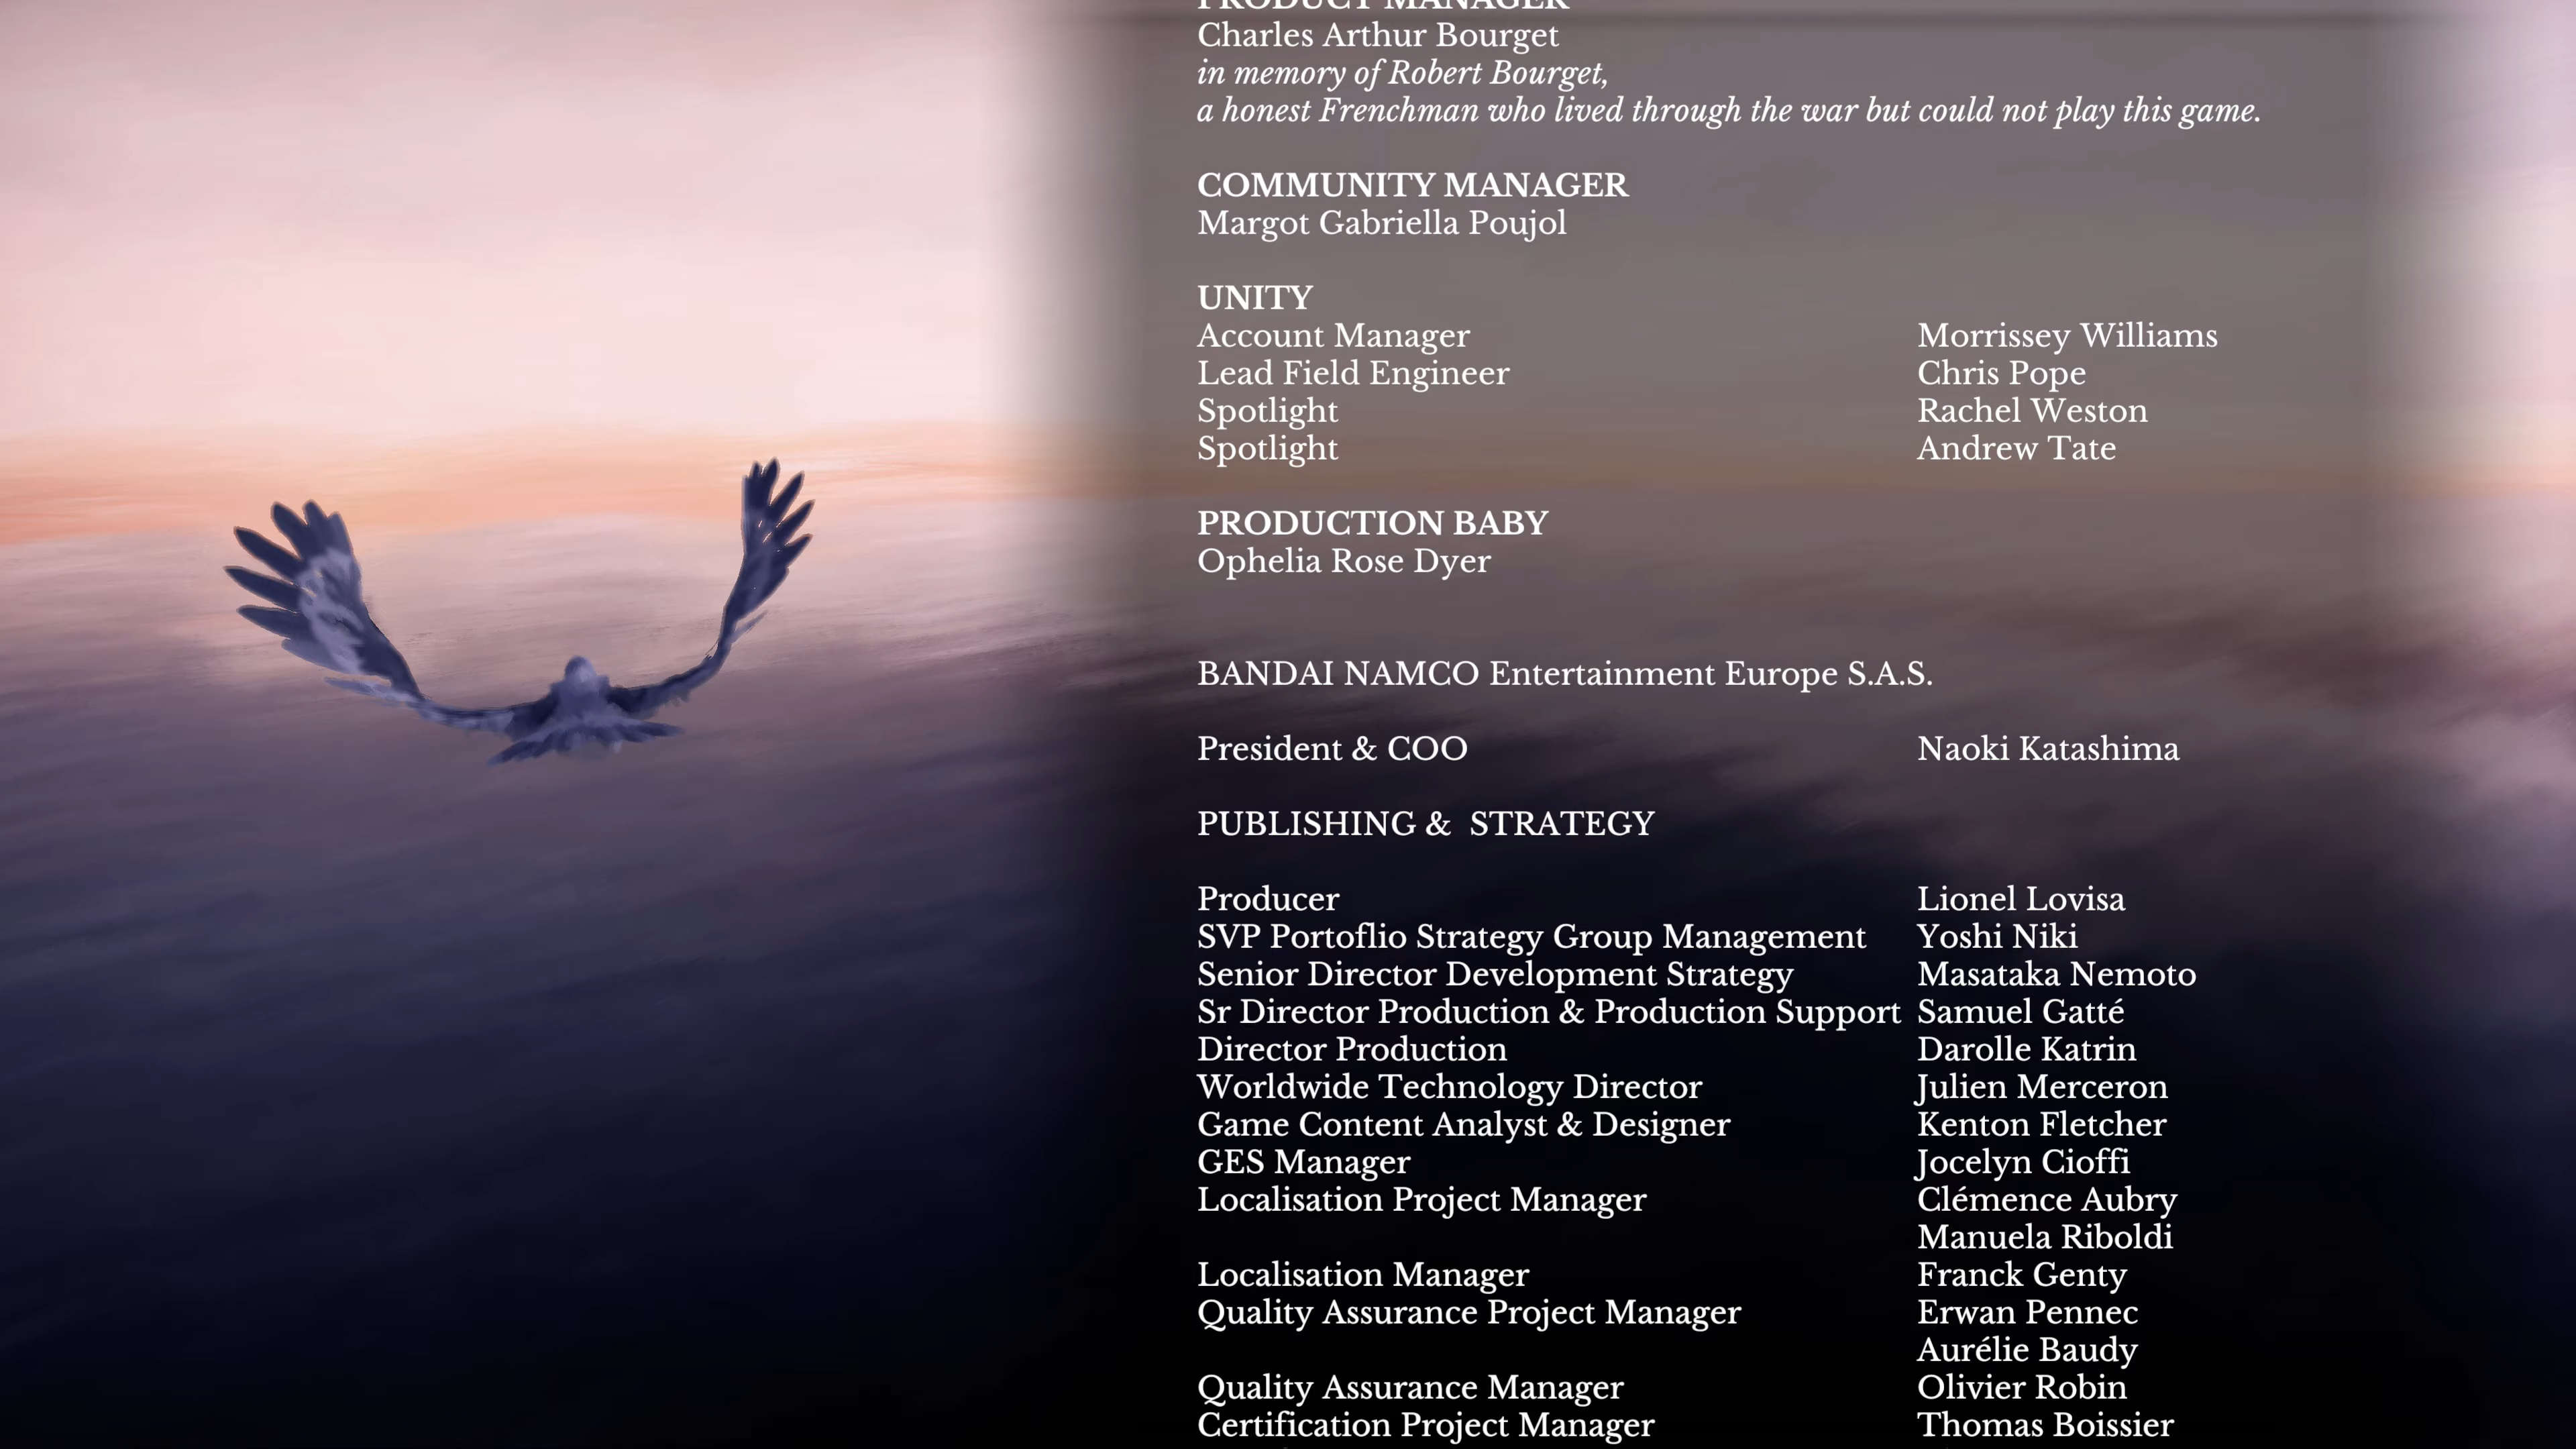 PRODUCT MANAGER
Charles Arthur Bourget
in memory of Robert Bourget,
a honest Frenchman who lived through the war but could not play this game.
COMMUNITY MANAGER
Margot Gabriella Poujol
UNITY
Account Manager Morrissey Williams
Lead Field Engineer Chris Pope
Spotlight Rachel Weston
Spotlight Andrew Tate
PRODUCTION BABY
Ophelia Rose Dyer
BANDAI NAMCO Entertainment Europe S.A.S.
President & COO Naoki Katashima
PUBLISHING & STRATEGY
Producer Lionel Lovisa
SVP Portoflio Strategy Group Management Yoshi Niki
Senior Director Development Strategy Masataka Nemoto
Sr Director Production & Production Support Samuel Gatté
Director Production Darolle Katrin
Worldwide Technology Director Julien Merceron
Game Content Analyst & Designer Kenton Fletcher
GES Manager Jocelyn Cioffi
Localisation Project Manager Clémence Aubry
Manuela Riboldi
Localisation Manager Franck Genty
Quality Assurance Project Manager Erwan Pennec
Aurélie Baudy
Quality Assurance Manager Olivier Robin
Certification Project Manager Thomas Boissier